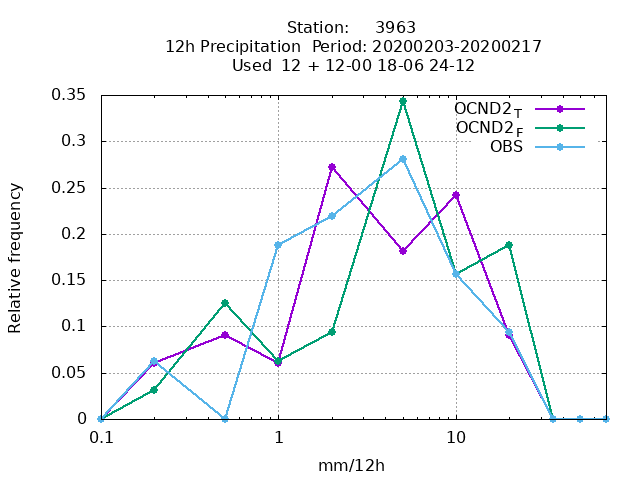 Station: 3963
12h Precipitation Period: 20200203-20200217
Used 12 + 12-00 18-06 24-12
OCND2_T
OCND2_F
OBS
0.35
0.3
0.25
0.2
0.15
0.1
0.05
0
Relative frequency
0.1 1 10
mm/12h